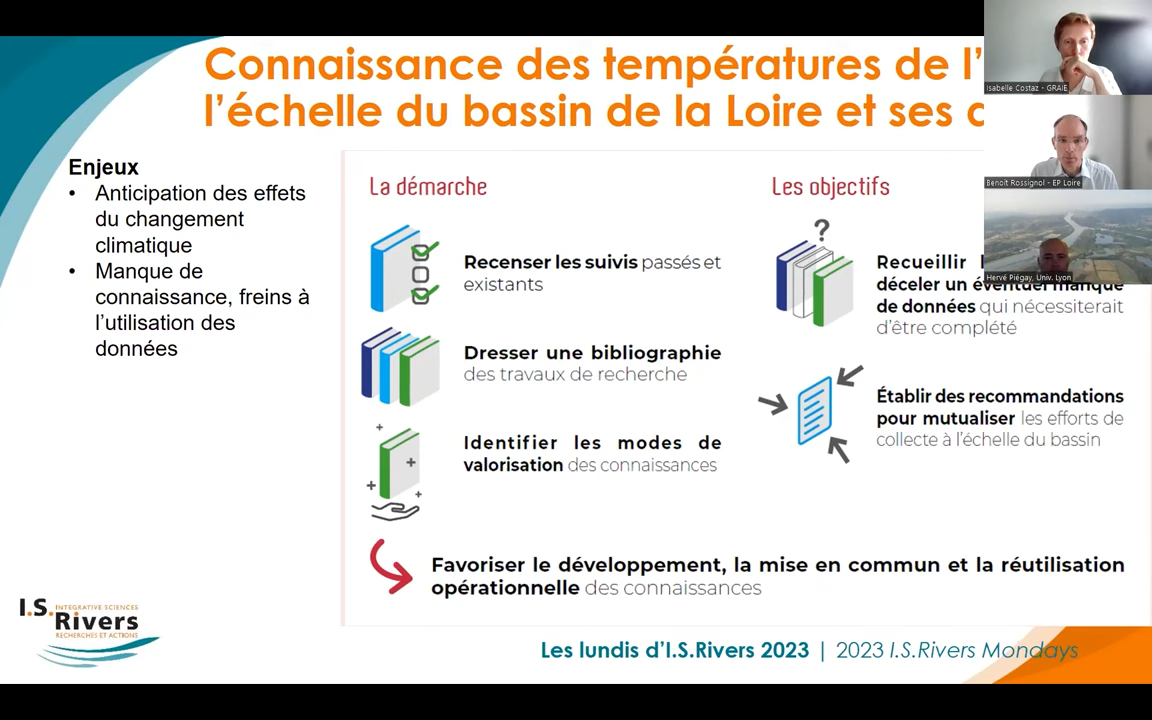 Connaissance des températures de l'
l'échelle du bassin de la Loire et ses
Enjeux
• Anticipation des effets
du changement
climatique
• Manque de
connaissance, freins à
l'utilisation des
données
La démarche
Recenser les suivis passés et
existants
Dresser une bibliographie
des travaux de recherche
Identifier les modes de
valorisation des connaissances
Les objectifs
?
Recueillir
déceler un éventuel manque
de données qui nécessiterait
d'être complété
Établir des recommandations
pour mutualiser les efforts de
collecte à l'échelle du bassin
Favoriser le développement, la mise en commun et la réutilisation
opérationnelle des connaissances
I.S. INTEGRATIVE SCIENCES
Rivers
RECHERCHES ET ACTIONS
Les lundis d'I.S.Rivers 2023 | 2023 I.S.Rivers Mondays
Isabelle Costaz - GRAIE
Benoît Rossignol - EP Loire
Hervé Piégay, Univ. Lyon